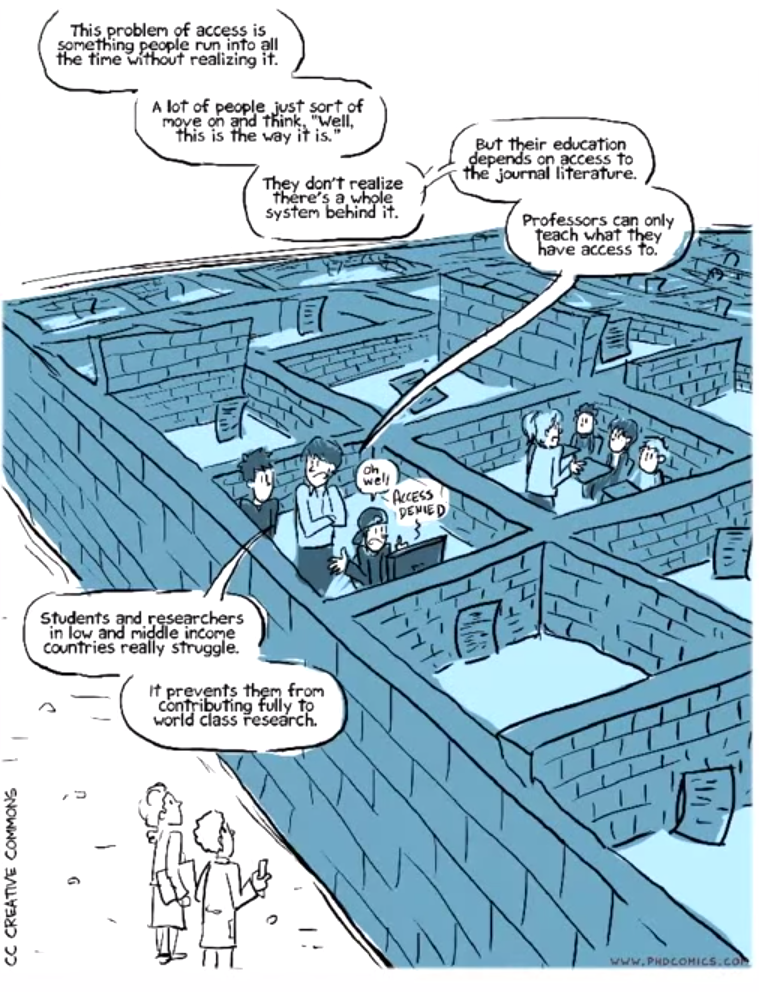 This problem of access is
something people run into all
the time without realizing it.
A lot of people just sort of
move on and think, "Well,
this is the way it is."
They don't realize
there's a whole
system behind it.
But their education
depends on access to
the journal literature.
Professors can only
teach what they
have access to.
oh
well
ACCESS
DENIED
Students and researchers
in low and middle income
countries really struggle.
It prevents them from
contributing fully to
world class research.
CC CREATIVE COMMONS
WWW.PHDCOMICS.COM